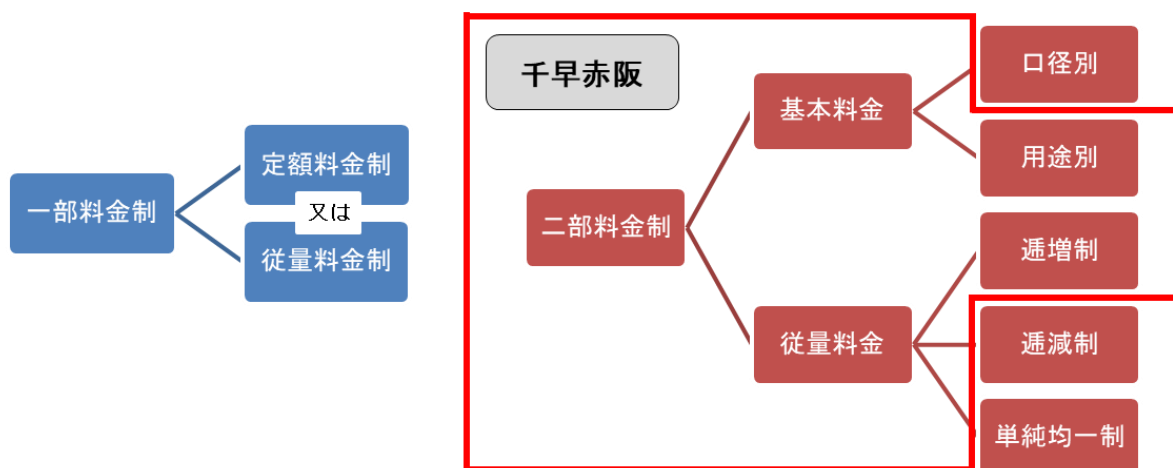 一部料金制
定額料金制
又は
従量料金制
千早赤阪
二部料金制
基本料金
口径別
用途別
従量料金
逓増制
逓減制
単純均一制